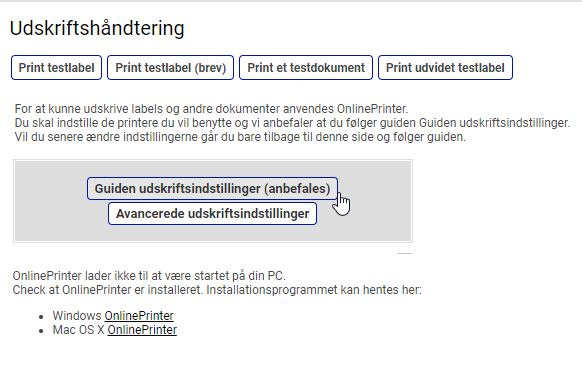 Udskriftshåndtering
Print testlabel Print testlabel (brev) Print et testdokument Print udvidet testlabel
For at kunne udskrive labels og andre dokumenter anvendes OnlinePrinter.
Du skal indstille de printere du vil benytte og vi anbefaler at du følger guiden Guiden udskriftsindstillinger.
Vil du senere ændre indstillingerne går du bare tilbage til denne side og følger guiden.
Guiden udskriftsindstillinger (anbefales)
Avancerede udskriftsindstillinger
OnlinePrinter lader ikke til at være startet på din PC.
Check at OnlinePrinter er installeret. Installationsprogrammet kan hentes her:
• Windows OnlinePrinter
• Mac OS X OnlinePrinter